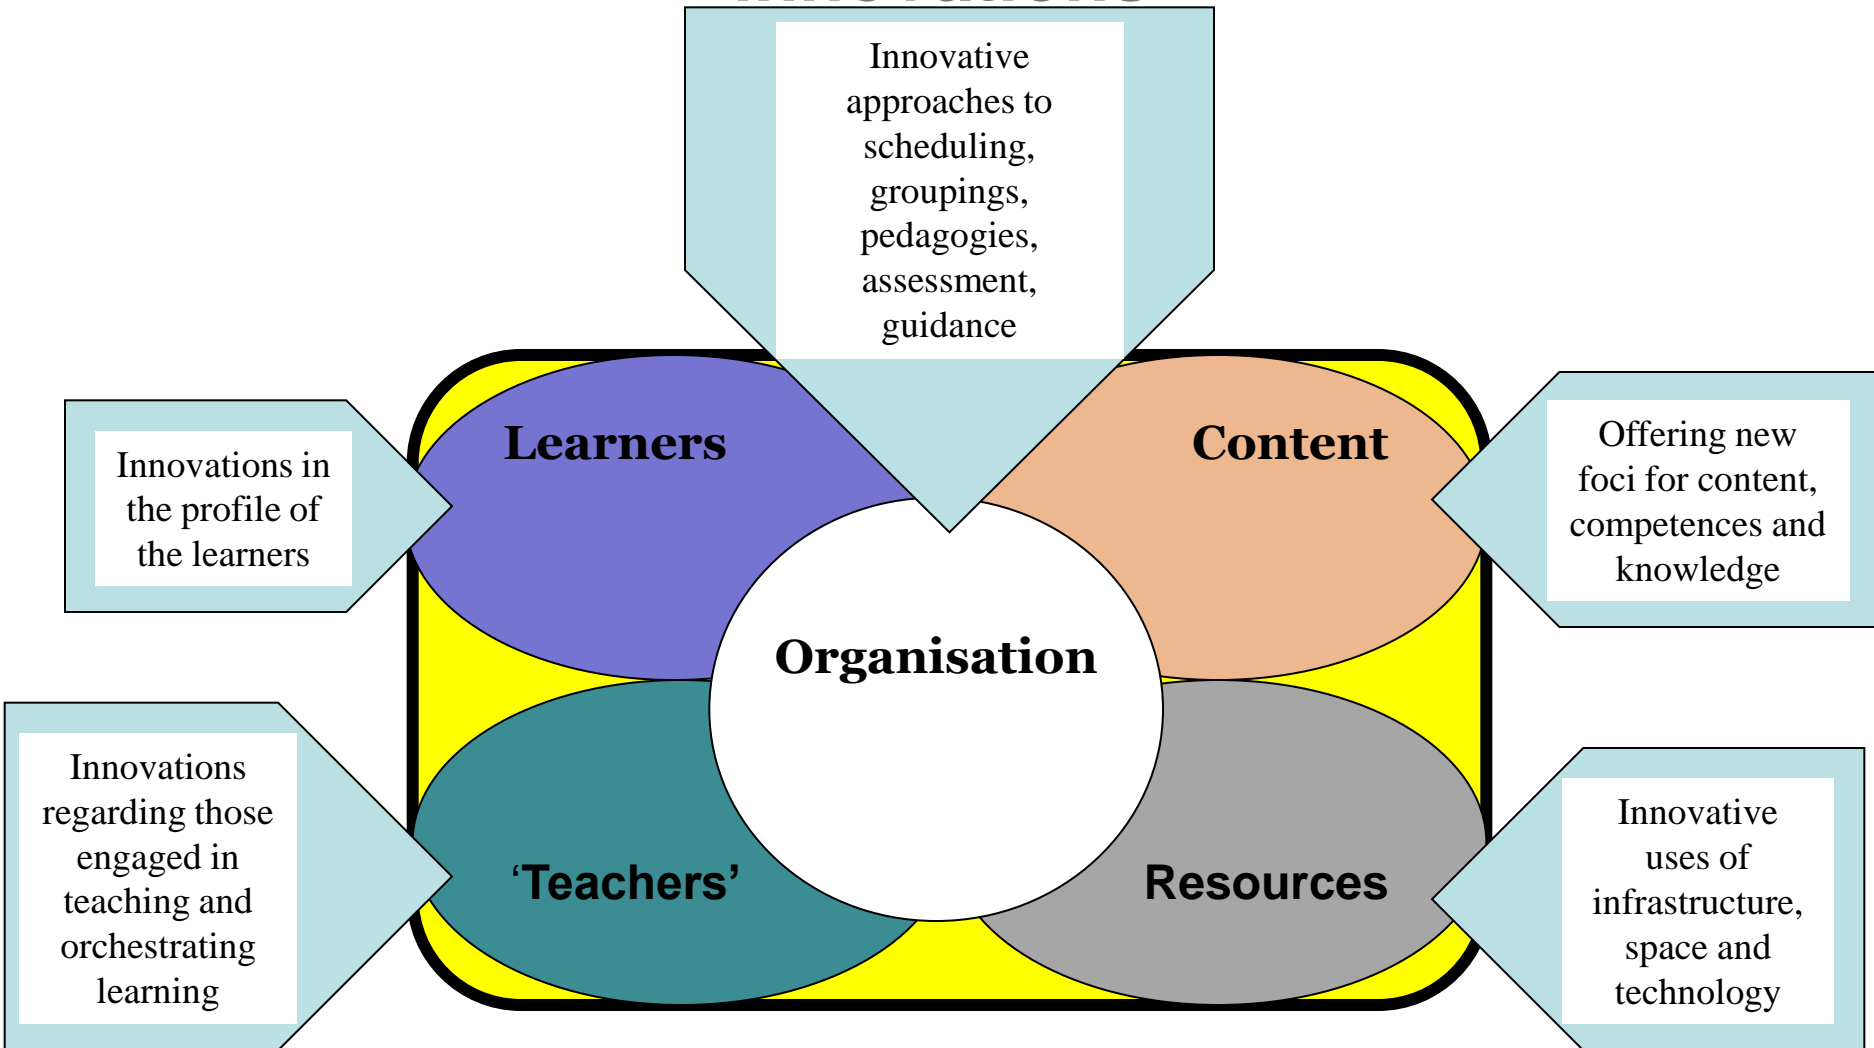 Innovative
approaches to
scheduling,
groupings,
pedagogies,
assessment,
guidance
Learners
Content
Innovations in
the profile of
the learners
Offering new
foci for content,
competences and
knowledge
Organisation
Innovations
regarding those
engaged in
teaching and
orchestrating
learning
‘Teachers’
Resources
Innovative
uses of
infrastructure,
space and
technology